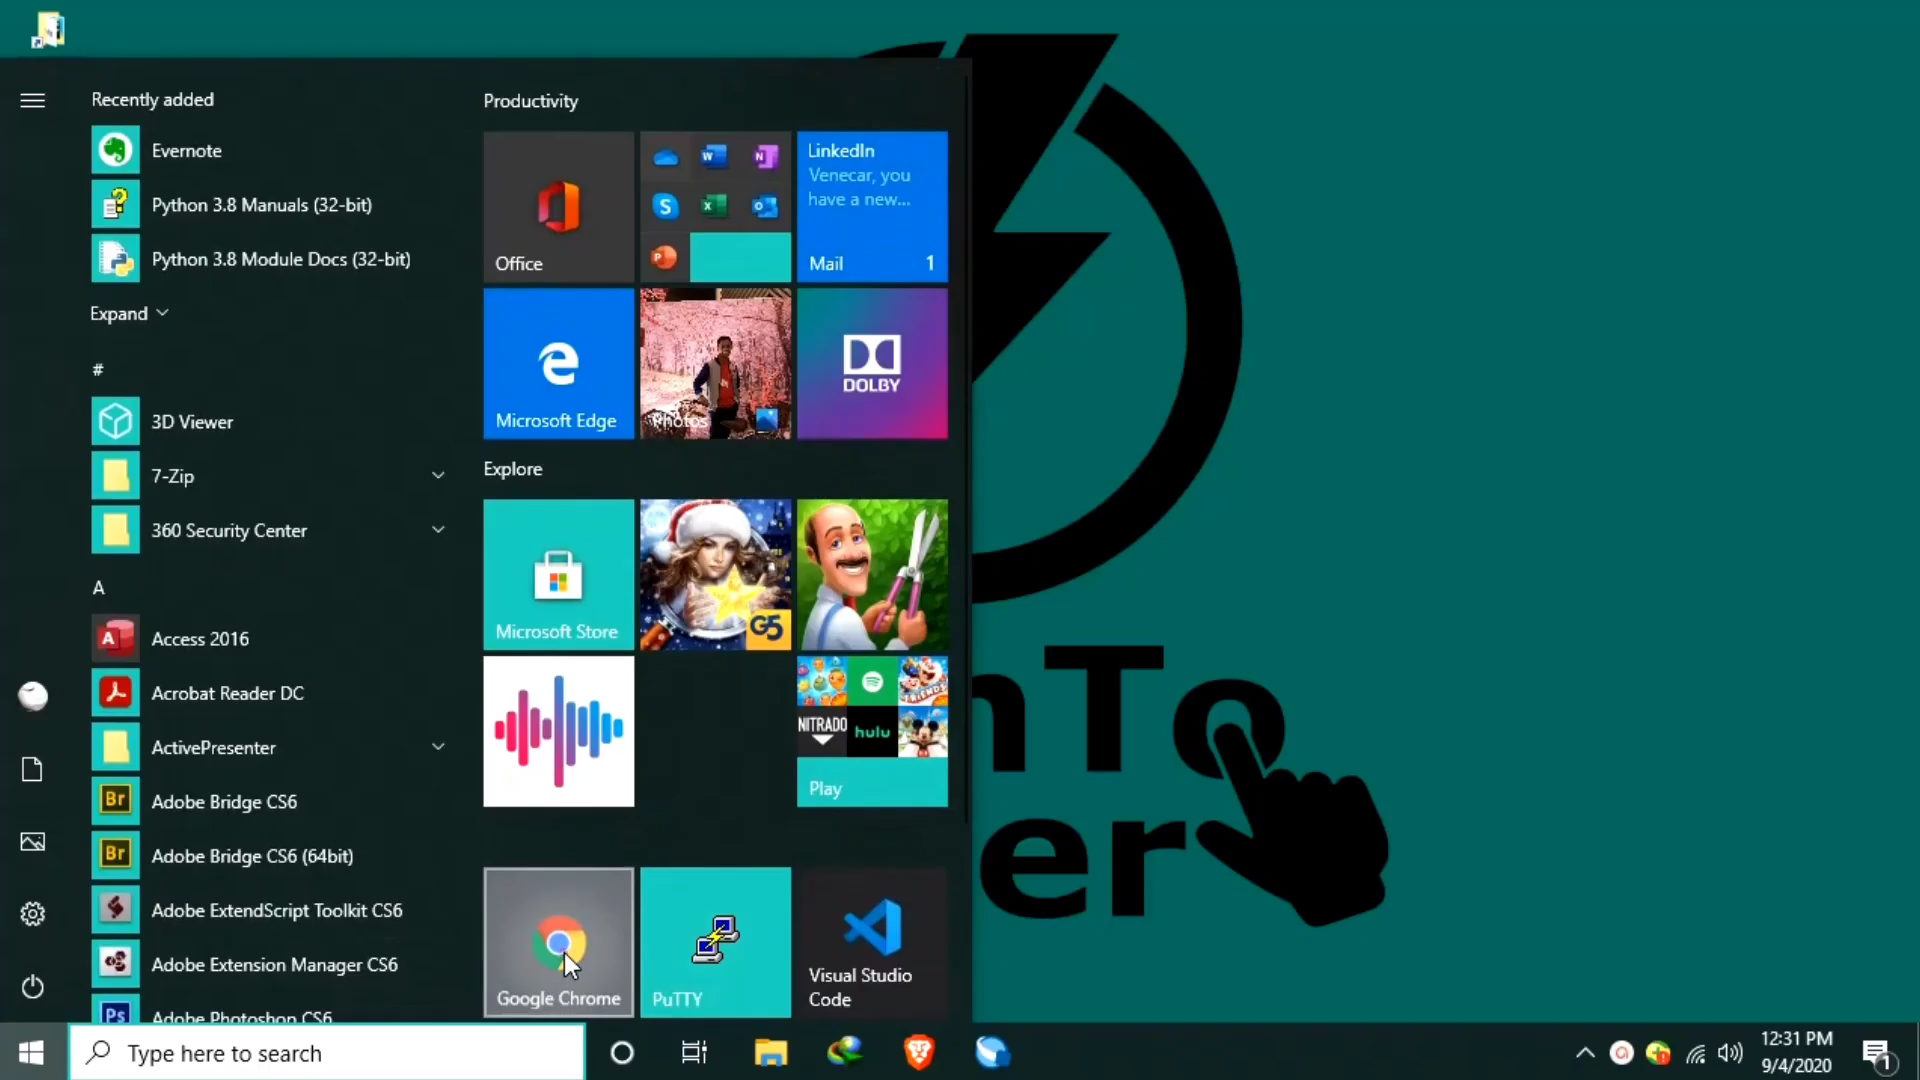 Recently added
Evernote
Python 3.8 Manuals (32-bit)
Python 3.8 Module Docs (32-bit)
Expand
#
3D Viewer
7-Zip
360 Security Center
A
Access 2016
Acrobat Reader DC
ActivePresenter
Adobe Bridge CS6
Adobe Bridge CS6 (64bit)
Adobe ExtendScript Toolkit CS6
Adobe Extension Manager CS6
Adobe Photoshop CS6
Productivity
Office
LinkedIn
Venecar, you
have a new...
Mail 1
Microsoft Edge
Photos
DOLBY
Explore
Microsoft Store
G5
NITRADO
hulu
FRIENDS
Play
Google Chrome
PuTTY
Visual Studio
Code
nTo
er
Type here to search
12:31 PM
9/4/2020
1